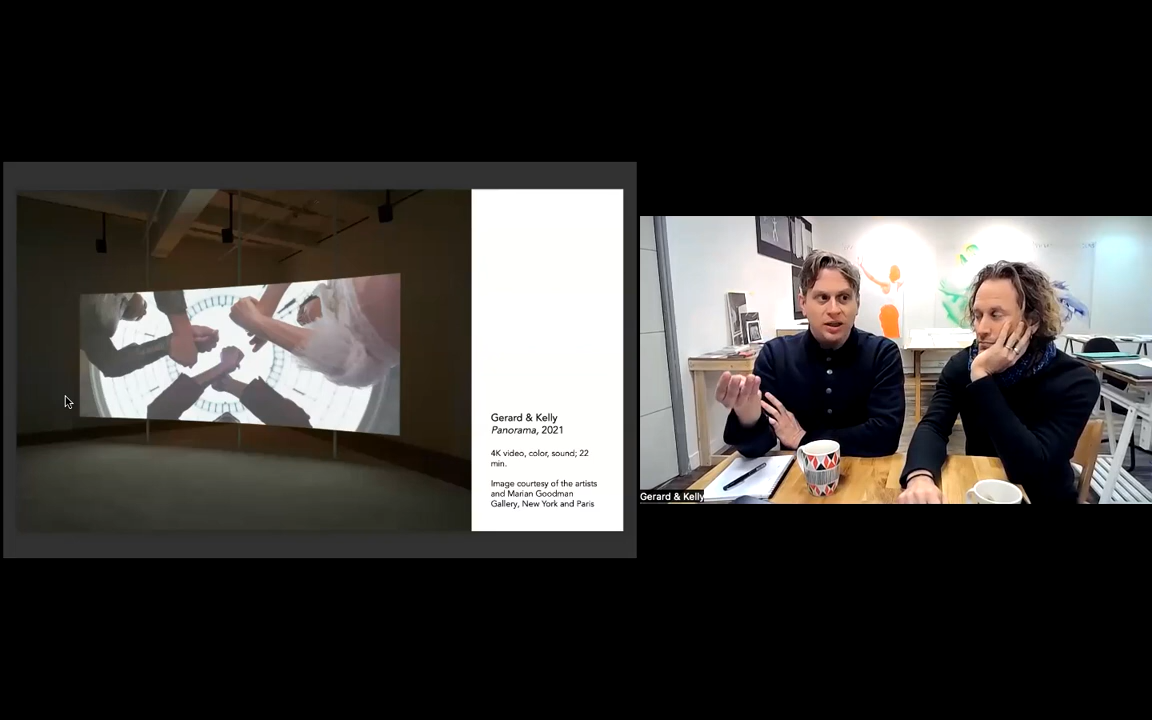 Gerard & Kelly
Panorama, 2021
4K video, color, sound; 22
min.
Image courtesy of the artists
and Marian Goodman
Gallery, New York and Paris
Gerard & Kelly